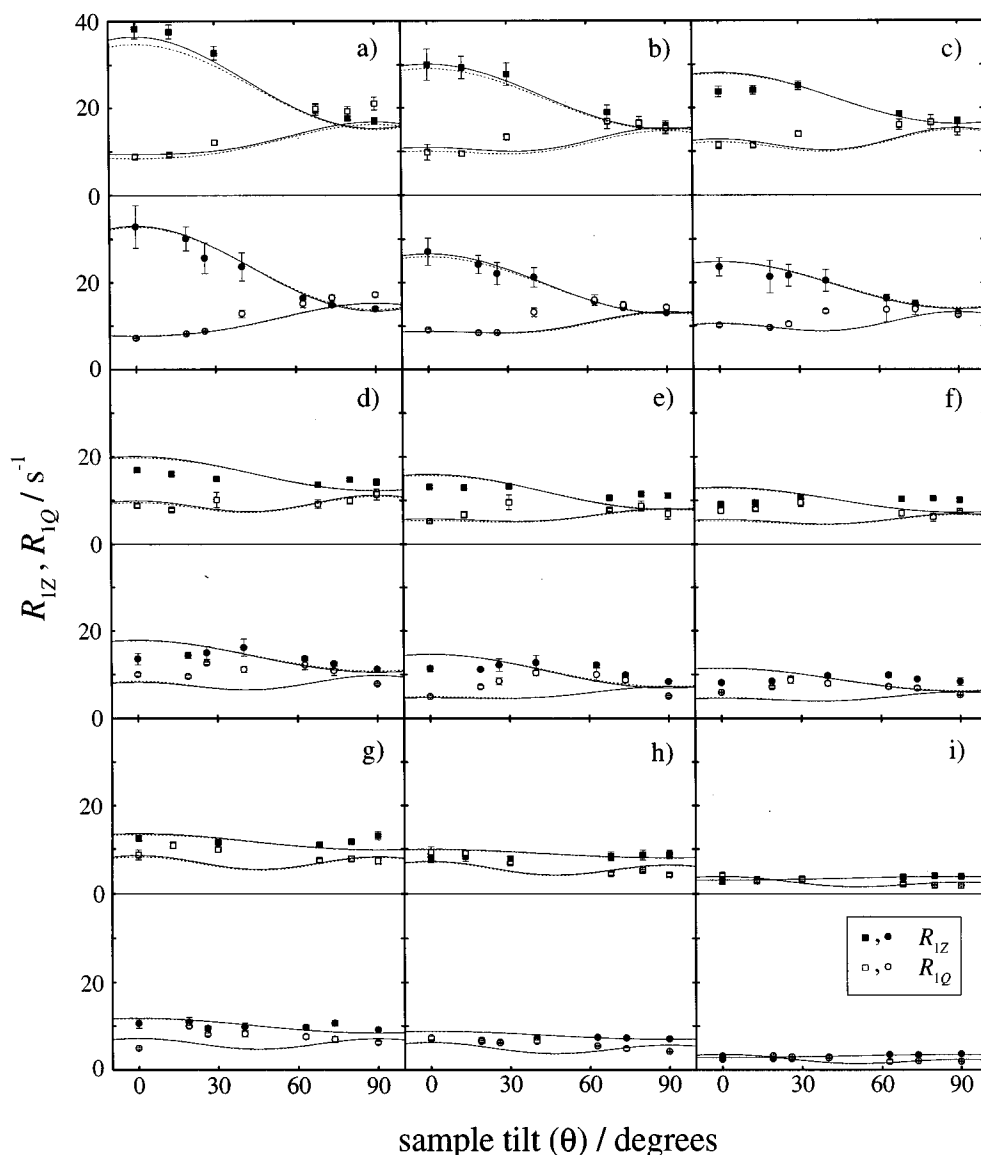 40
a)
b)
c)
20
0
20
0
d)
e)
f)
20
0
20
0
g)
h)
i)
20
0
20
0
R1Z , R1Q / s-1
■ , ● R1Z
□ , ○ R1Q
0 30 60 90 0 30 60 90 0 30 60 90
sample tilt (θ) / degrees